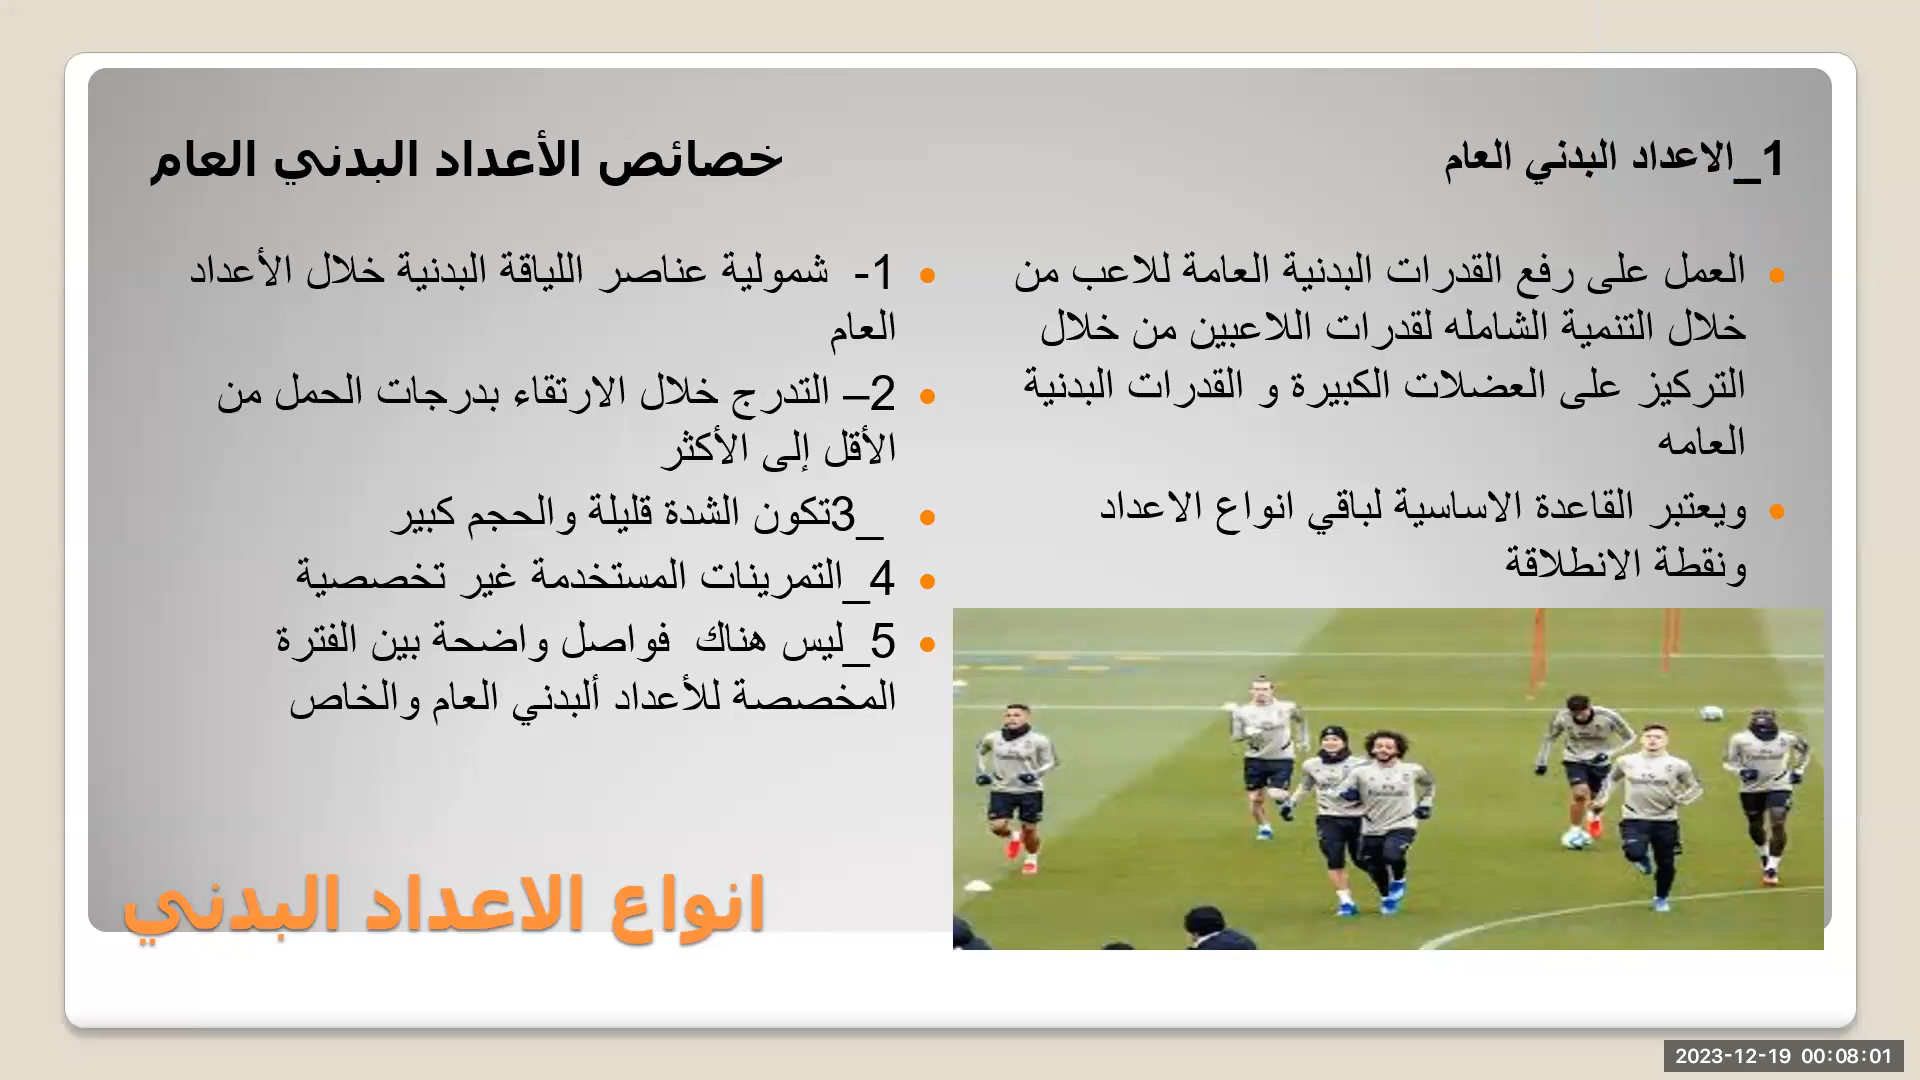 1_الاعداد البدني العام
العمل على رفع القدرات البدنية العامة للاعب من
خلال التنمية الشامله لقدرات اللاعبين من خلال
التركيز على العضلات الكبيرة و القدرات البدنية
العامه
ويعتبر القاعدة الاساسية لباقي انواع الاعداد
ونقطة الانطلاقة
خصائص الأعداد البدني العام
1- شمولية عناصر اللياقة البدنية خلال الأعداد
العام
2– التدرج خلال الارتقاء بدرجات الحمل من
الأقل إلى الأكثر
_3تكون الشدة قليلة والحجم كبير
4_التمرينات المستخدمة غير تخصصية
5_ليس هناك فواصل واضحة بين الفترة
المخصصة للأعداد ألبدني العام والخاص
انواع الاعداد البدني
2023-12-19 00:08:01